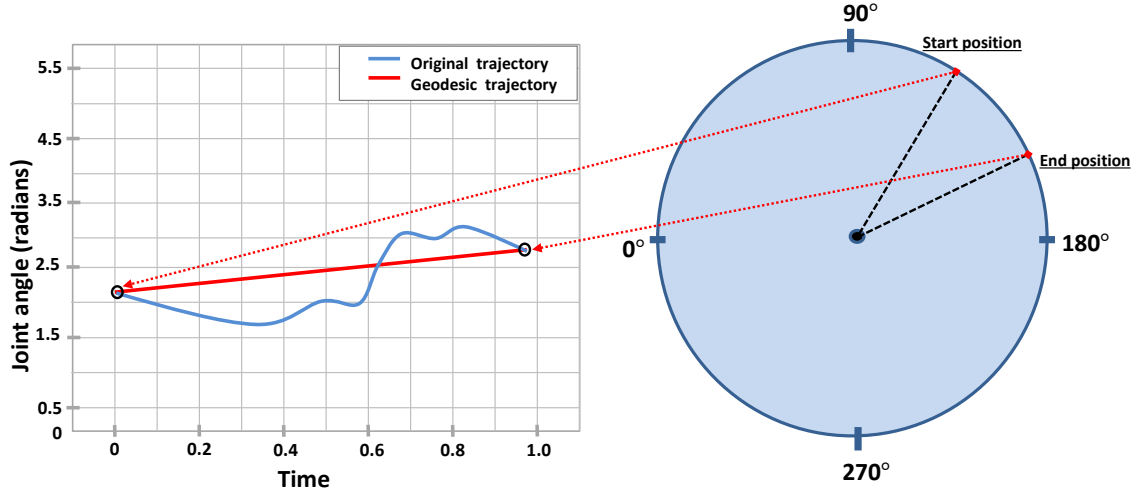 Joint angle (radians)
5.5
4.5
3.5
2.5
1.5
0.5
0
0
0.2
0.4
0.6
0.8
1.0
Time
Original trajectory
Geodesic trajectory
90°
Start position
End position
0°
180°
270°